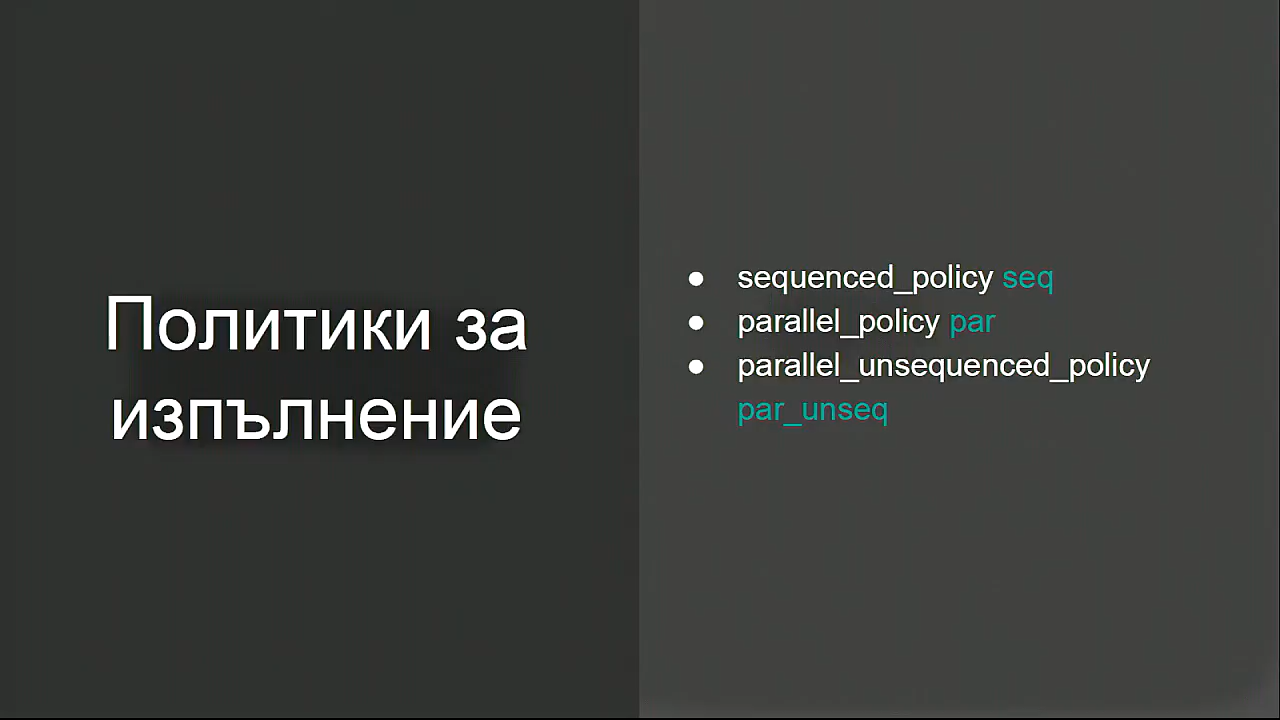 Политики за
изпълнение
● sequenced_policy seq
● parallel_policy par
● parallel_unsequenced_policy
par_unseq